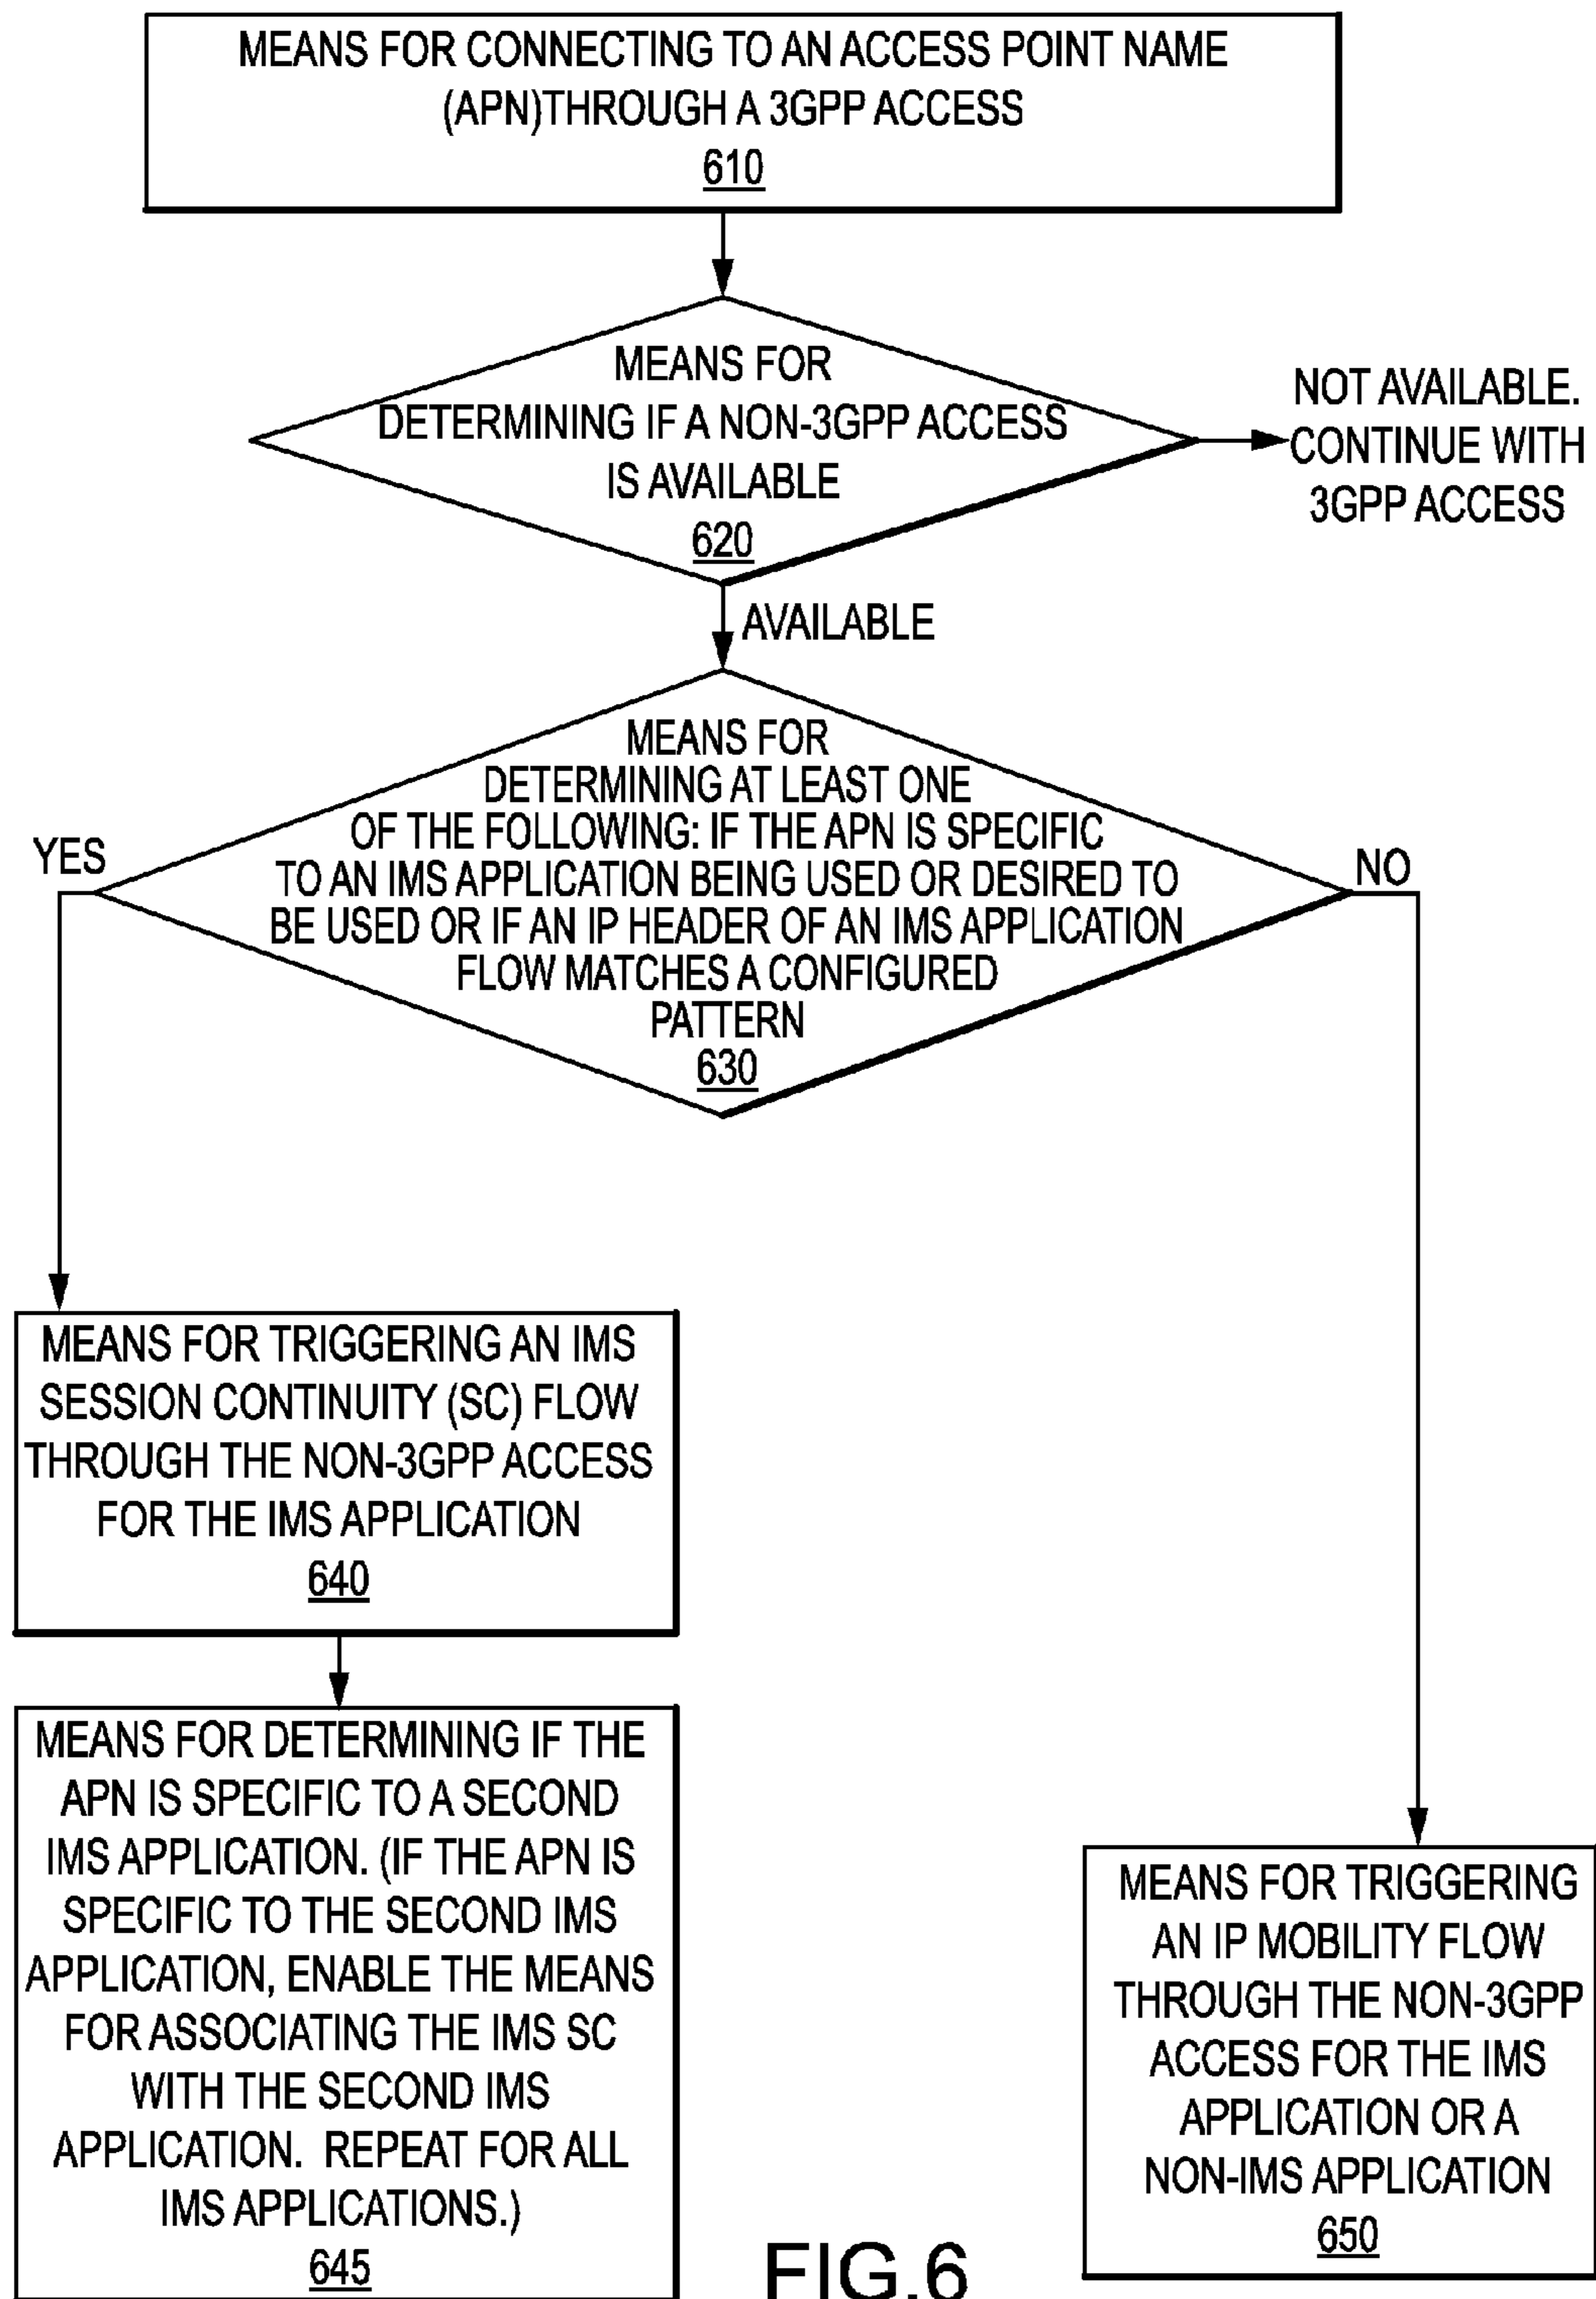 MEANS FOR CONNECTING TO AN ACCESS POINT NAME
(APN)THROUGH A 3GPP ACCESS
610
MEANS FOR
DETERMINING IF A NON-3GPP ACCESS
IS AVAILABLE
620
NOT AVAILABLE.
CONTINUE WITH
3GPP ACCESS
AVAILABLE
MEANS FOR
DETERMINING AT LEAST ONE
OF THE FOLLOWING: IF THE APN IS SPECIFIC
TO AN IMS APPLICATION BEING USED OR DESIRED TO
BE USED OR IF AN IP HEADER OF AN IMS APPLICATION
FLOW MATCHES A CONFIGURED
PATTERN
630
YES
NO
MEANS FOR TRIGGERING AN IMS
SESSION CONTINUITY (SC) FLOW
THROUGH THE NON-3GPP ACCESS
FOR THE IMS APPLICATION
640
MEANS FOR DETERMINING IF THE
APN IS SPECIFIC TO A SECOND
IMS APPLICATION. (IF THE APN IS
SPECIFIC TO THE SECOND IMS
APPLICATION, ENABLE THE MEANS
FOR ASSOCIATING THE IMS SC
WITH THE SECOND IMS
APPLICATION. REPEAT FOR ALL
IMS APPLICATIONS.)
645
MEANS FOR TRIGGERING
AN IP MOBILITY FLOW
THROUGH THE NON-3GPP
ACCESS FOR THE IMS
APPLICATION OR A
NON-IMS APPLICATION
650
FIG.6